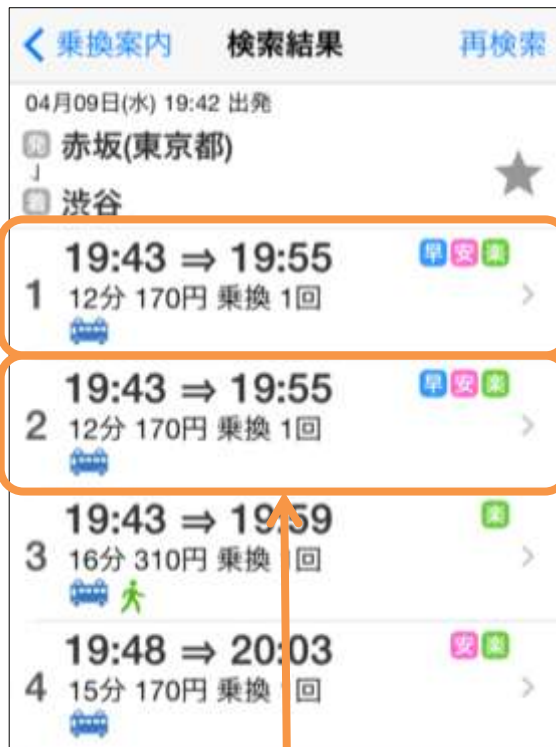 乗換案内 検索結果 再検索
04月09日(水) 19:42 出発
発 赤坂(東京都)
着 渋谷
19:43 ⇒ 19:55 早 安 楽
1 12分 170円 乗換 1回
19:43 ⇒ 19:55 早 安 楽
2 12分 170円 乗換 1回
19:43 ⇒ 19:59 楽
3 16分 310円 乗換 1回
19:48 ⇒ 20:03 安 楽
4 15分 170円 乗換 回